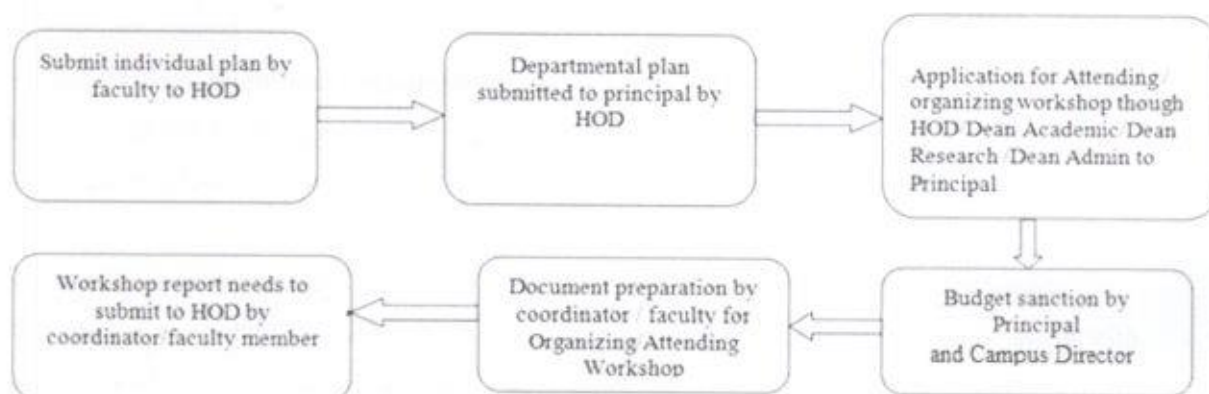 Submit individual plan by
faculty to HOD
Departmental plan
submitted to principal by
HOD
Application for Attending/
organizing workshop though
HOD/Dean Academic/Dean
Research/Dean Admin to
Principal
Budget sanction by
Principal
and Campus Director
Document preparation by
coordinator / faculty for
Organizing/Attending
Workshop
Workshop report needs to
submit to HOD by
coordinator/faculty member